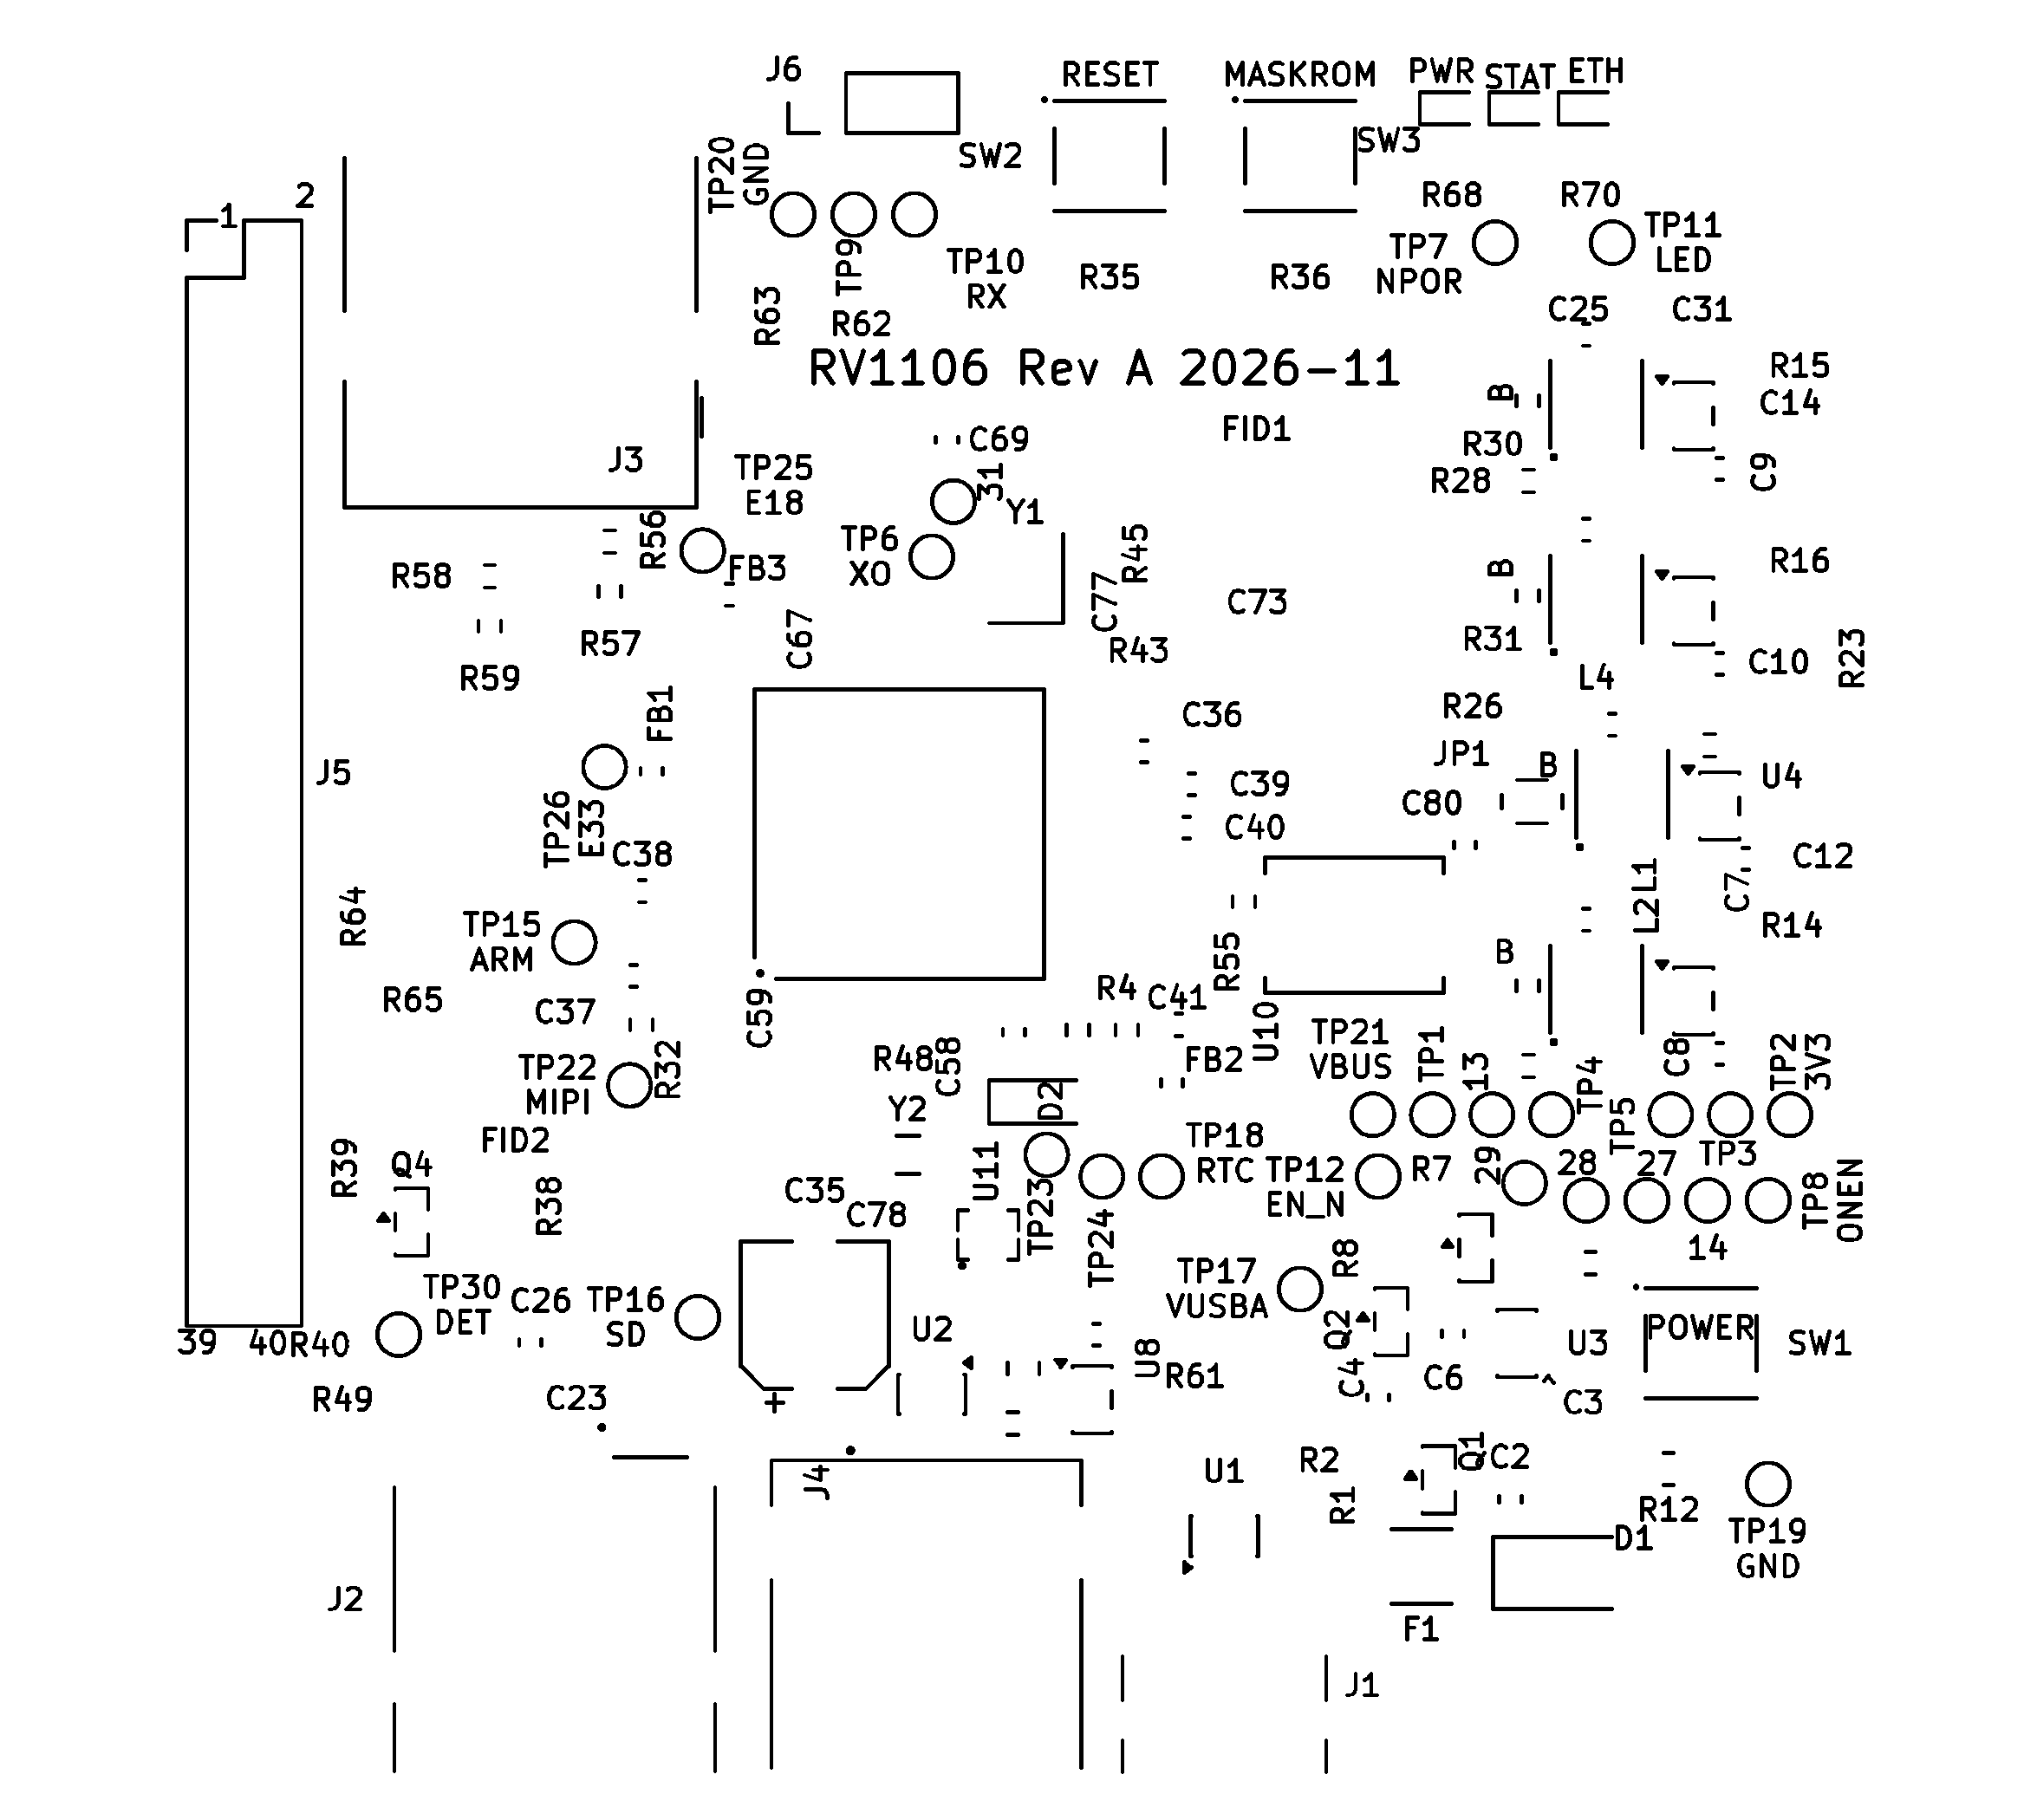 J6
RESET
MASKROM
PWR
STAT
ETH
SW2
SW3
TP20
GND
1
2
TP9
TP10
RX
R35
R36
R68
R70
TP7
NPOR
TP11
LED
R63
R62
C25
C31
RV1106 Rev A 2026-11
R15
C14
B
FID1
R30
C69
J3
TP25
E18
31
Y1
R28
C9
TP6
XO
R45
R56
FB3
R58
B
R16
C77
C73
C67
R57
R43
R31
C10
R23
R59
L4
FB1
C36
R26
JP1
B
U4
J5
C39
C80
C40
TP26
E33
C38
C12
L1
C7
L2
R64
TP15
ARM
R14
B
R55
R65
C37
C59
R4
C41
U10
TP21
VBUS
TP1
13
TP4
C8
TP2
3V3
R48
C58
FB2
TP22
MIPI
R32
Y2
D2
FID2
TP18
RTC
TP5
TP3
R39
Q4
R38
C35
C78
U11
TP23
TP24
TP12
EN_N
R7
29
28
27
TP8
ONEN
14
TP17
VUSBA
R8
TP30
DET
C26
TP16
SD
U2
Q2
U3
POWER
SW1
39
40
R40
U8
R61
C4
C6
C3
R49
C23
+
J4
U1
R2
R1
Q1
C2
R12
TP19
GND
D1
J2
F1
J1